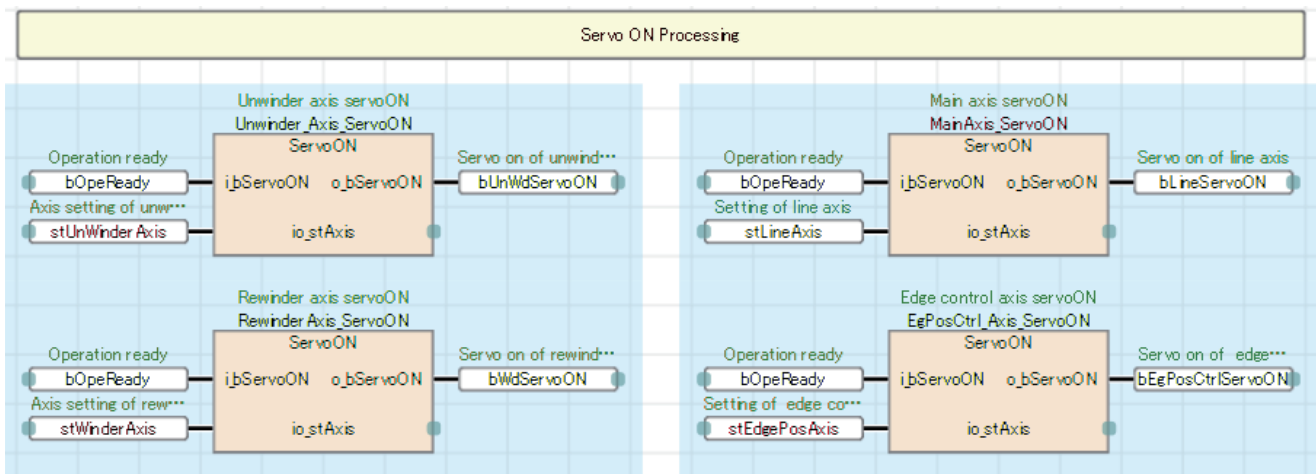 Servo ON Processing
Unwinder axis servoON
Unwinder_Axis_ServoON
ServoON
Operation ready
bOpeReady
i_bServoON
o_bServoON
Servo on of unwind···
bUnWdServoON
Axis setting of unw···
stUnWinderAxis
io_stAxis
Main axis servoON
MainAxis_ServoON
ServoON
Operation ready
bOpeReady
i_bServoON
o_bServoON
Servo on of line axis
bLineServoON
Setting of line axis
stLineAxis
io_stAxis
Rewinder axis servoON
RewinderAxis_ServoON
ServoON
Operation ready
bOpeReady
i_bServoON
o_bServoON
Servo on of rewind···
bWdServoON
Axis setting of rew···
stWinderAxis
io_stAxis
Edge control axis servoON
EgPosCtrl_Axis_ServoON
ServoON
Operation ready
bOpeReady
i_bServoON
o_bServoON
Servo on of edge···
bEgPosCtrlServoON
Setting of edge co···
stEdgePosAxis
io_stAxis